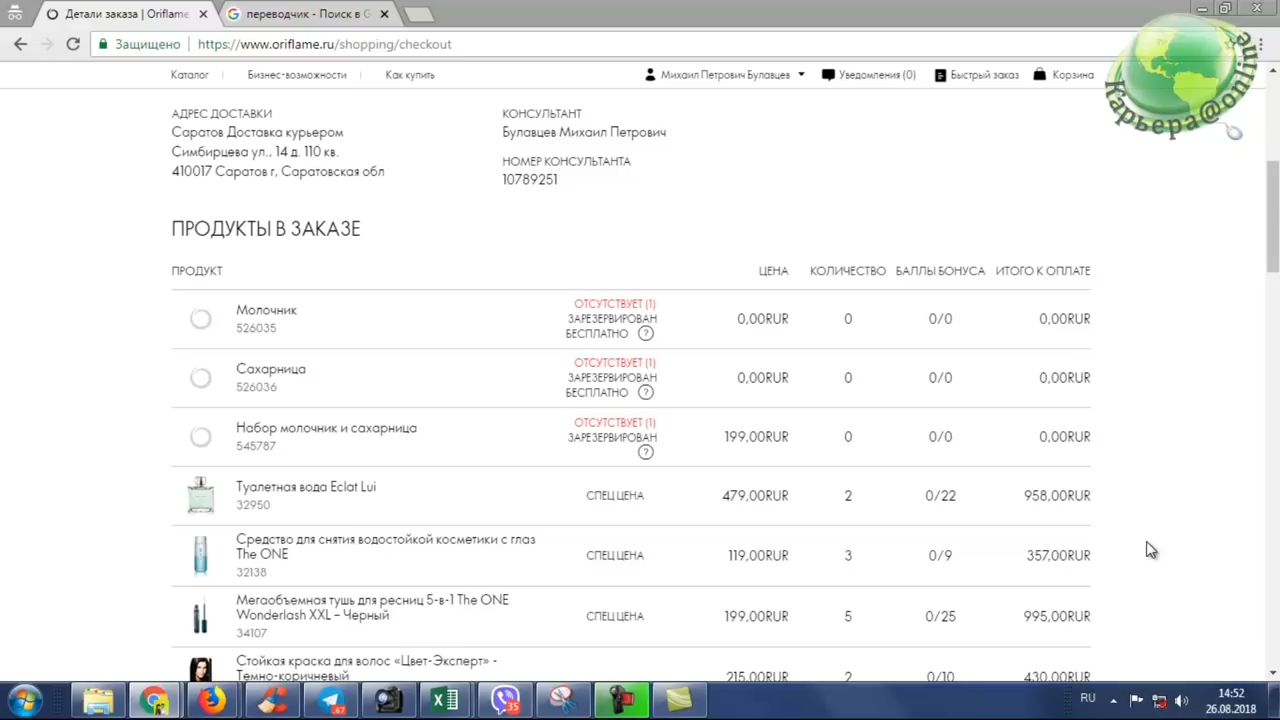 Детали заказа | Oriflame
переводчик - Поиск в G
Защищено
https://www.oriflame.ru/shopping/checkout
Карьера@online
Каталог
Бизнес-возможности
Как купить
Михаил Петрович Булавцев
Уведомления (0)
Быстрый заказ
Корзина
АДРЕС ДОСТАВКИ
Саратов Доставка курьером
Симбирцева ул., 14 д. 110 кв.
410017 Саратов г, Саратовская обл
КОНСУЛЬТАНТ
Булавцев Михаил Петрович
НОМЕР КОНСУЛЬТАНТА
10789251
ПРОДУКТЫ В ЗАКАЗЕ
ПРОДУКТ ЦЕНА КОЛИЧЕСТВО БАЛЛЫ БОНУСА ИТОГО К ОПЛАТЕ
Молочник
526035
ОТСУТСТВУЕТ (1)
ЗАРЕЗЕРВИРОВАН
БЕСПЛАТНО ?
0,00RUR 0 0/0 0,00RUR
Сахарница
526036
ОТСУТСТВУЕТ (1)
ЗАРЕЗЕРВИРОВАН
БЕСПЛАТНО ?
0,00RUR 0 0/0 0,00RUR
Набор молочник и сахарница
545787
ОТСУТСТВУЕТ (1)
ЗАРЕЗЕРВИРОВАН
?
199,00RUR 0 0/0 0,00RUR
Туалетная вода Eclat Lui
32950
СПЕЦ ЦЕНА 479,00RUR 2 0/22 958,00RUR
Средство для снятия водостойкой косметики с глаз
The ONE
32138
СПЕЦ ЦЕНА 119,00RUR 3 0/9 357,00RUR
Мегаобъемная тушь для ресниц 5-в-1 The ONE
Wonderlash XXL – Черный
34107
СПЕЦ ЦЕНА 199,00RUR 5 0/25 995,00RUR
Стойкая краска для волос «Цвет-Эксперт» -
Темно-коричневый
215,00RUR 2 0/10 430,00RUR
67
35
RU
14:52
26.08.2018